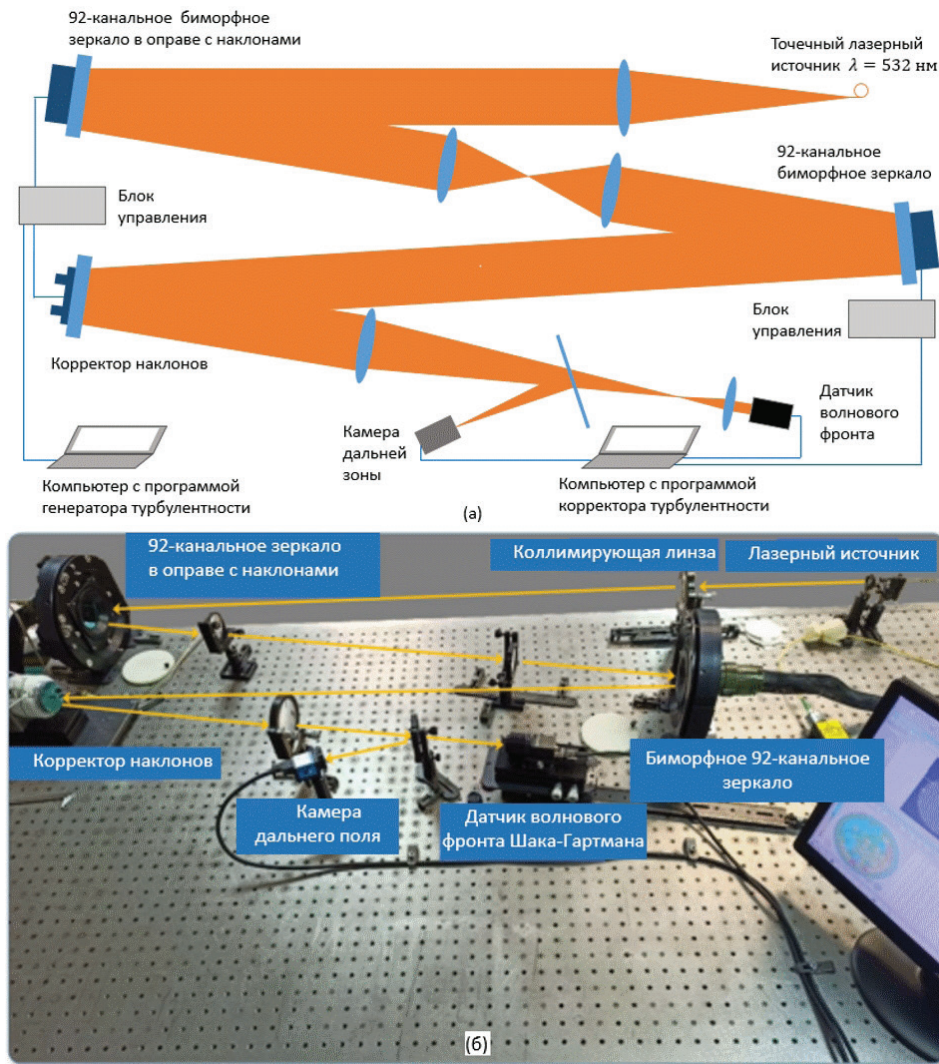 92-канальное биморфное
зеркало в оправе с наклонами
Точечный лазерный
источник λ = 532 нм
92-канальное
биморфное зеркало
Блок
управления
Блок
управления
Корректор наклонов
Датчик
волнового
фронта
Камера
дальней
зоны
Компьютер с программой
генератора турбулентности
Компьютер с программой
корректора турбулентности
(а)
92-канальное зеркало
в оправе с наклонами
Коллимирующая линза
Лазерный источник
Корректор наклонов
Биморфное 92-канальное
зеркало
Камера
дальнего поля
Датчик волнового
фронта Шака-Гартмана
(б)